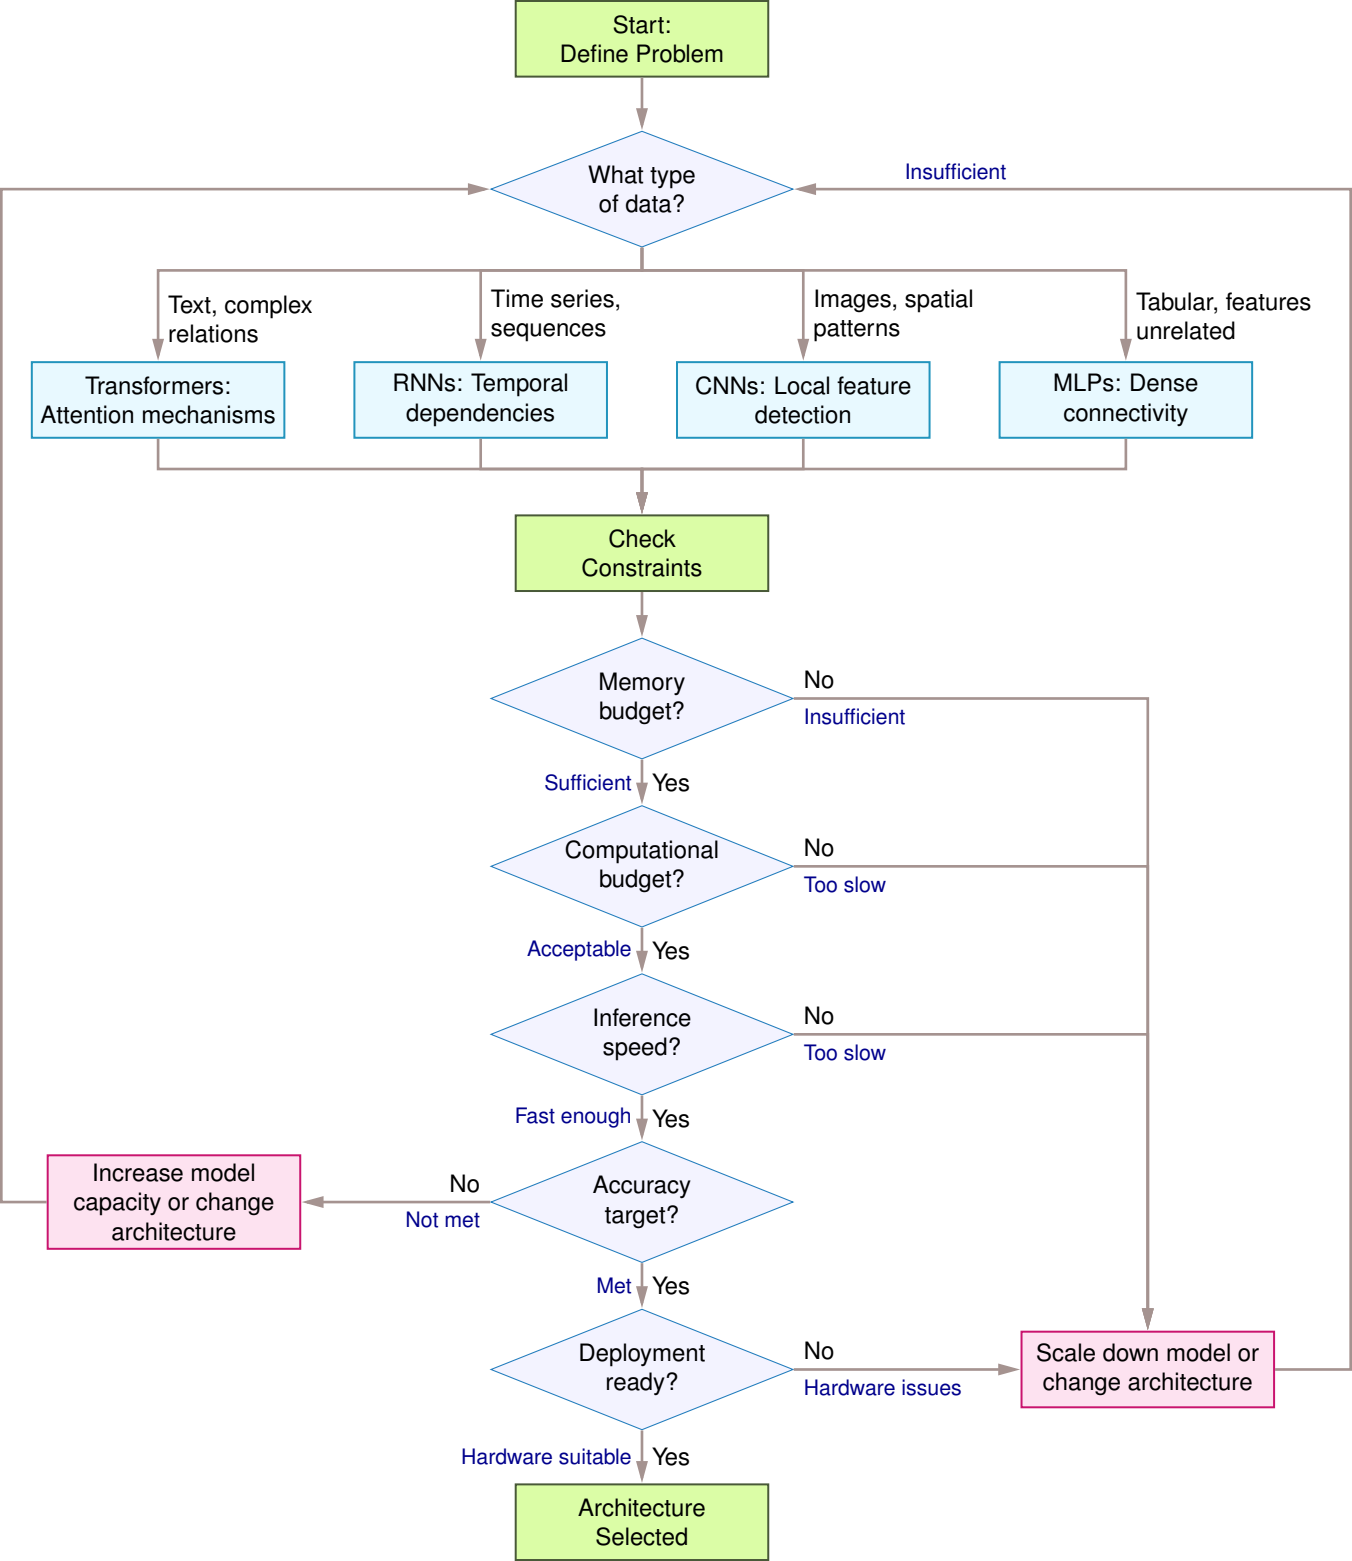 Start:
Define Problem
What type
of data?
Insufficient
Text, complex
relations
Time series,
sequences
Images, spatial
patterns
Tabular, features
unrelated
Transformers:
Attention mechanisms
RNNs: Temporal
dependencies
CNNs: Local feature
detection
MLPs: Dense
connectivity
Check
Constraints
Memory
budget?
No
Insufficient
Sufficient
Yes
Computational
budget?
No
Too slow
Acceptable
Yes
Inference
speed?
No
Too slow
Fast enough
Yes
Accuracy
target?
No
Not met
Increase model
capacity or change
architecture
Met
Yes
Deployment
ready?
No
Hardware issues
Scale down model or
change architecture
Hardware suitable
Yes
Architecture
Selected